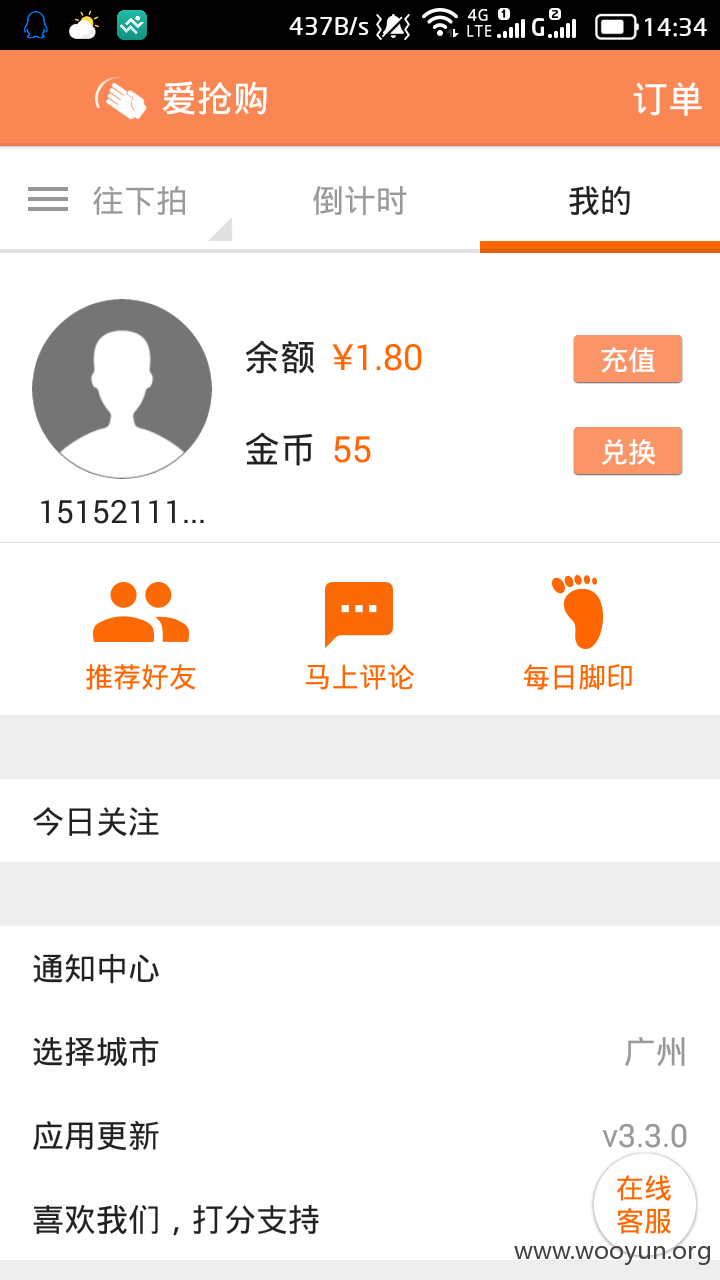 437B/s 4G LTE 1 G 2 14:34
爱抢购 订单
往下拍 倒计时 我的
余额 ¥1.80 充值
金币 55 兑换
15152111...
推荐好友 马上评论 每日脚印
今日关注
通知中心
选择城市 广州
应用更新 v3.3.0
喜欢我们，打分支持
在线
客服
www.wooyun.org